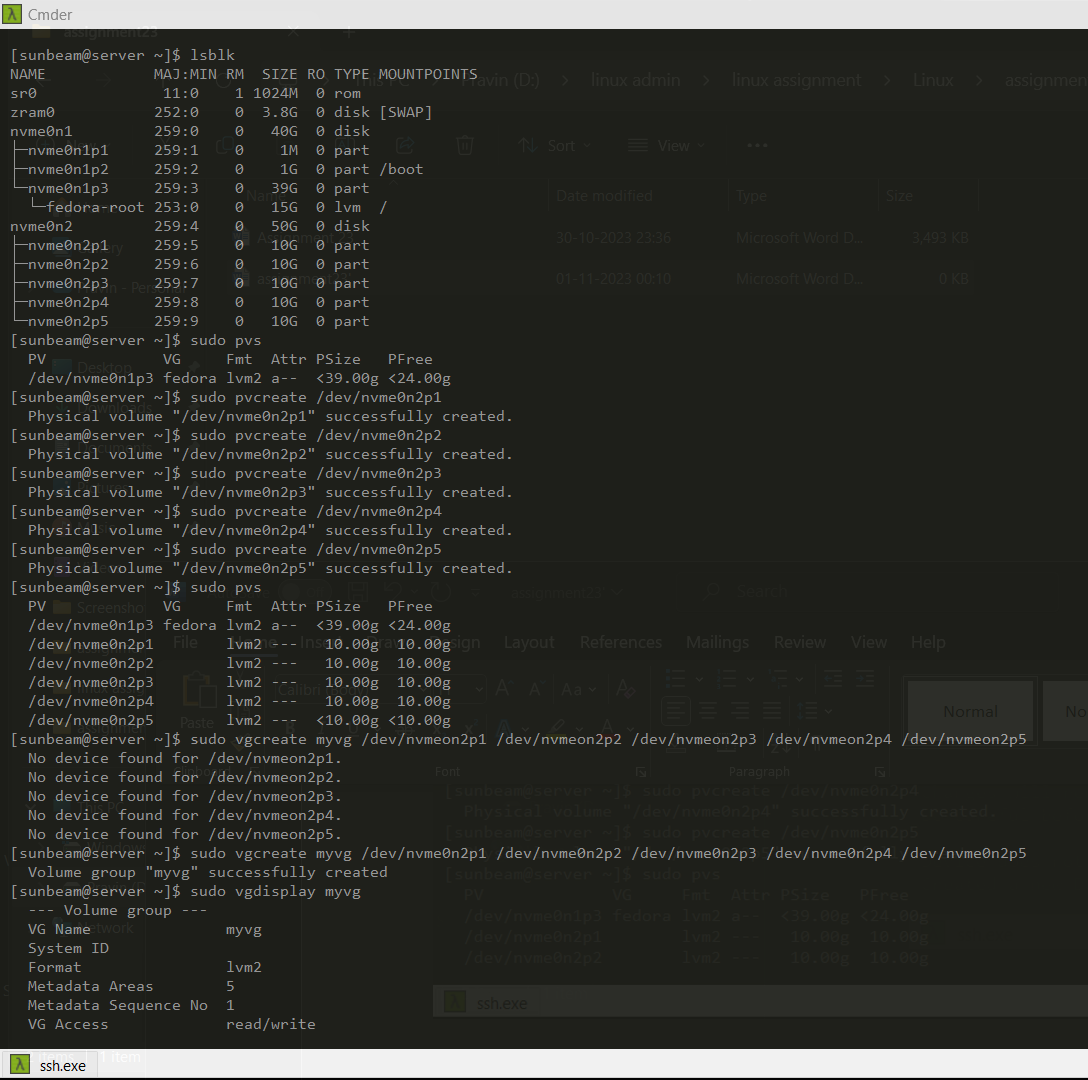 Cmder
[sunbeam@server ~]$ lsblk
NAME            MAJ:MIN RM  SIZE RO TYPE MOUNTPOINTS
sr0              11:0    1 1024M  0 rom
zram0           252:0    0  3.8G  0 disk [SWAP]
nvme0n1         259:0    0   40G  0 disk
├─nvme0n1p1     259:1    0    1M  0 part
├─nvme0n1p2     259:2    0    1G  0 part /boot
└─nvme0n1p3     259:3    0   39G  0 part
  └─fedora-root 253:0    0   15G  0 lvm  /
nvme0n2         259:4    0   50G  0 disk
├─nvme0n2p1     259:5    0   10G  0 part
├─nvme0n2p2     259:6    0   10G  0 part
├─nvme0n2p3     259:7    0   10G  0 part
├─nvme0n2p4     259:8    0   10G  0 part
└─nvme0n2p5     259:9    0   10G  0 part
[sunbeam@server ~]$ sudo pvs
  PV             VG     Fmt  Attr PSize   PFree
  /dev/nvme0n1p3 fedora lvm2 a--  <39.00g <24.00g
[sunbeam@server ~]$ sudo pvcreate /dev/nvme0n2p1
  Physical volume "/dev/nvme0n2p1" successfully created.
[sunbeam@server ~]$ sudo pvcreate /dev/nvme0n2p2
  Physical volume "/dev/nvme0n2p2" successfully created.
[sunbeam@server ~]$ sudo pvcreate /dev/nvme0n2p3
  Physical volume "/dev/nvme0n2p3" successfully created.
[sunbeam@server ~]$ sudo pvcreate /dev/nvme0n2p4
  Physical volume "/dev/nvme0n2p4" successfully created.
[sunbeam@server ~]$ sudo pvcreate /dev/nvme0n2p5
  Physical volume "/dev/nvme0n2p5" successfully created.
[sunbeam@server ~]$ sudo pvs
  PV             VG     Fmt  Attr PSize   PFree
  /dev/nvme0n1p3 fedora lvm2 a--  <39.00g <24.00g
  /dev/nvme0n2p1        lvm2 ---   10.00g  10.00g
  /dev/nvme0n2p2        lvm2 ---   10.00g  10.00g
  /dev/nvme0n2p3        lvm2 ---   10.00g  10.00g
  /dev/nvme0n2p4        lvm2 ---   10.00g  10.00g
  /dev/nvme0n2p5        lvm2 ---  <10.00g <10.00g
[sunbeam@server ~]$ sudo vgcreate myvg /dev/nvmeon2p1 /dev/nvmeon2p2 /dev/nvmeon2p3 /dev/nvmeon2p4 /dev/nvmeon2p5
  No device found for /dev/nvmeon2p1.
  No device found for /dev/nvmeon2p2.
  No device found for /dev/nvmeon2p3.
  No device found for /dev/nvmeon2p4.
  No device found for /dev/nvmeon2p5.
[sunbeam@server ~]$ sudo vgcreate myvg /dev/nvme0n2p1 /dev/nvme0n2p2 /dev/nvme0n2p3 /dev/nvme0n2p4 /dev/nvme0n2p5
  Volume group "myvg" successfully created
[sunbeam@server ~]$ sudo vgdisplay myvg
  --- Volume group ---
  VG Name               myvg
  System ID
  Format                lvm2
  Metadata Areas        5
  Metadata Sequence No  1
  VG Access             read/write
ssh.exe